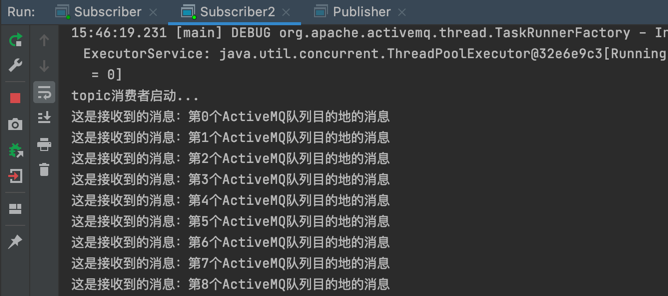 Run: Subscriber × Subscriber2 × Publisher ×
15:46:19.231 [main] DEBUG org.apache.activemq.thread.TaskRunnerFactory - In
ExecutorService: java.util.concurrent.ThreadPoolExecutor@32e6e9c3[Running
= 0]
topic消费者启动...
这是接收到的消息：第0个ActiveMQ队列目的地的消息
这是接收到的消息：第1个ActiveMQ队列目的地的消息
这是接收到的消息：第2个ActiveMQ队列目的地的消息
这是接收到的消息：第3个ActiveMQ队列目的地的消息
这是接收到的消息：第4个ActiveMQ队列目的地的消息
这是接收到的消息：第5个ActiveMQ队列目的地的消息
这是接收到的消息：第6个ActiveMQ队列目的地的消息
这是接收到的消息：第7个ActiveMQ队列目的地的消息
这是接收到的消息：第8个ActiveMQ队列目的地的消息